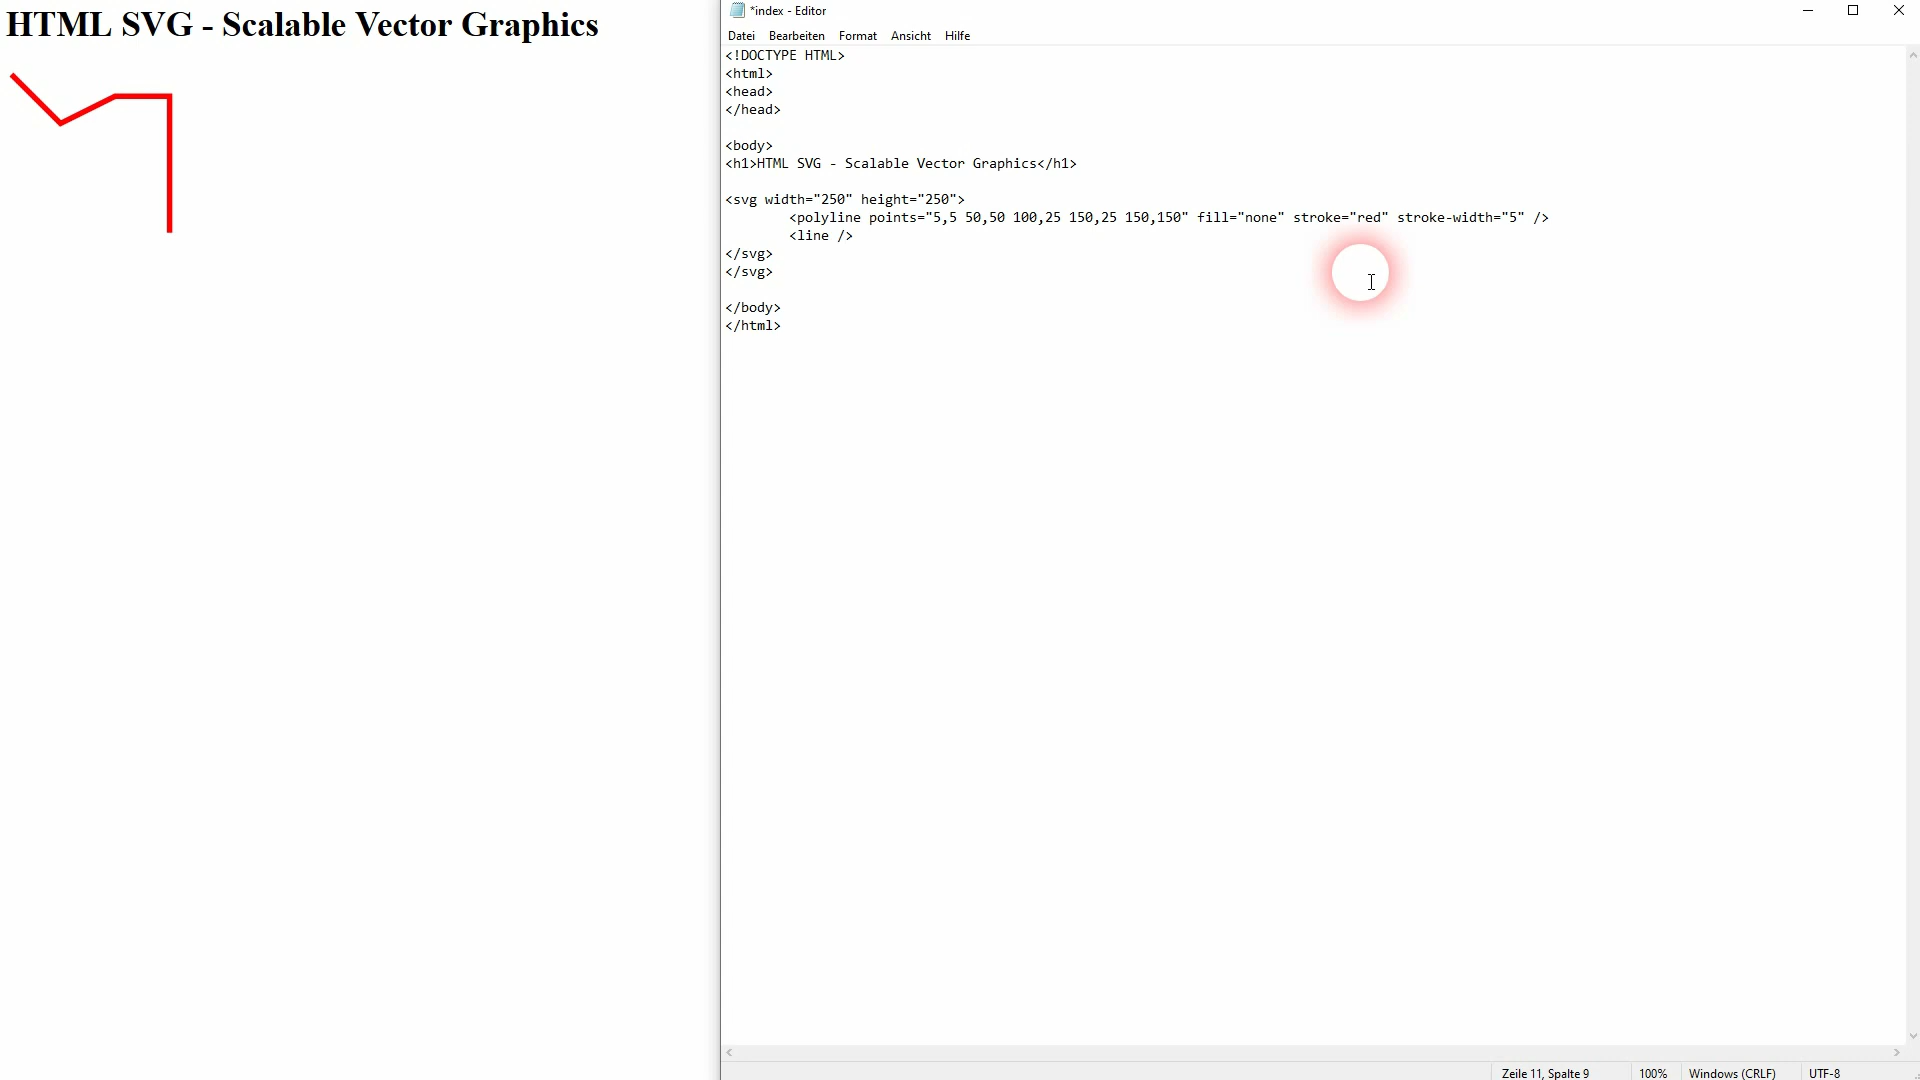 HTML SVG - Scalable Vector Graphics
*index - Editor
Datei Bearbeiten Format Ansicht Hilfe
<!DOCTYPE HTML>
<html>
<head>
</head>
<body>
<h1>HTML SVG - Scalable Vector Graphics</h1>
<svg width="250" height="250">
<polyline points="5,5 50,50 100,25 150,25 150,150" fill="none" stroke="red" stroke-width="5" />
<line />
</svg>
</svg>
</body>
</html>
Zeile 11, Spalte 9 100% Windows (CRLF) UTF-8